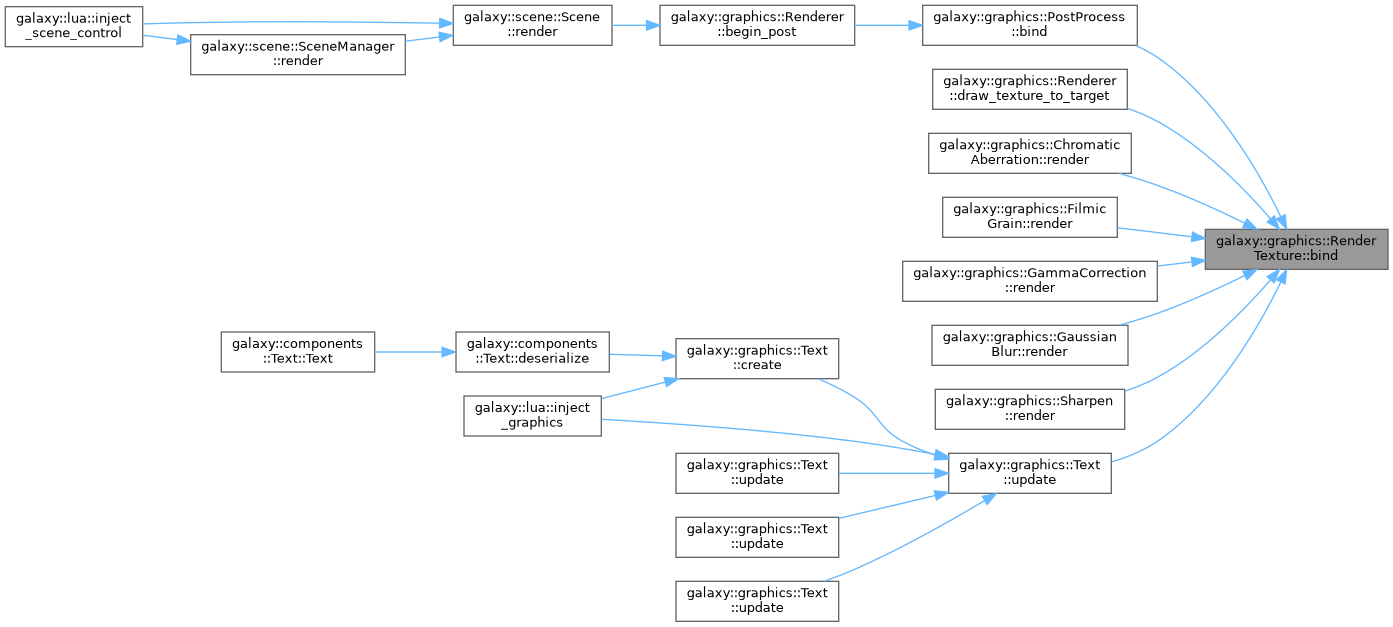 galaxy::lua::inject
_scene_control
galaxy::scene::SceneManager
::render
galaxy::scene::Scene
::render
galaxy::graphics::Renderer
::begin_post
galaxy::graphics::PostProcess
::bind
galaxy::graphics::Renderer
::draw_texture_to_target
galaxy::graphics::Chromatic
Aberration::render
galaxy::graphics::Filmic
Grain::render
galaxy::graphics::Render
Texture::bind
galaxy::graphics::GammaCorrection
::render
galaxy::graphics::Gaussian
Blur::render
galaxy::components
::Text::Text
galaxy::components
::Text::deserialize
galaxy::graphics::Text
::create
galaxy::graphics::Sharpen
::render
galaxy::lua::inject
_graphics
galaxy::graphics::Text
::update
galaxy::graphics::Text
::update
galaxy::graphics::Text
::update
galaxy::graphics::Text
::update